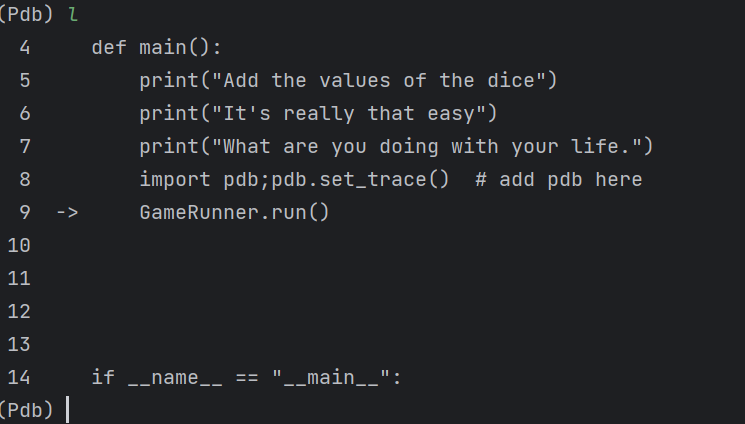 (Pdb) l
4 def main():
5 print("Add the values of the dice")
6 print("It's really that easy")
7 print("What are you doing with your life.")
8 import pdb;pdb.set_trace()  # add pdb here
9 -> GameRunner.run()
10
11
12
13
14 if __name__ == "__main__":
(Pdb)